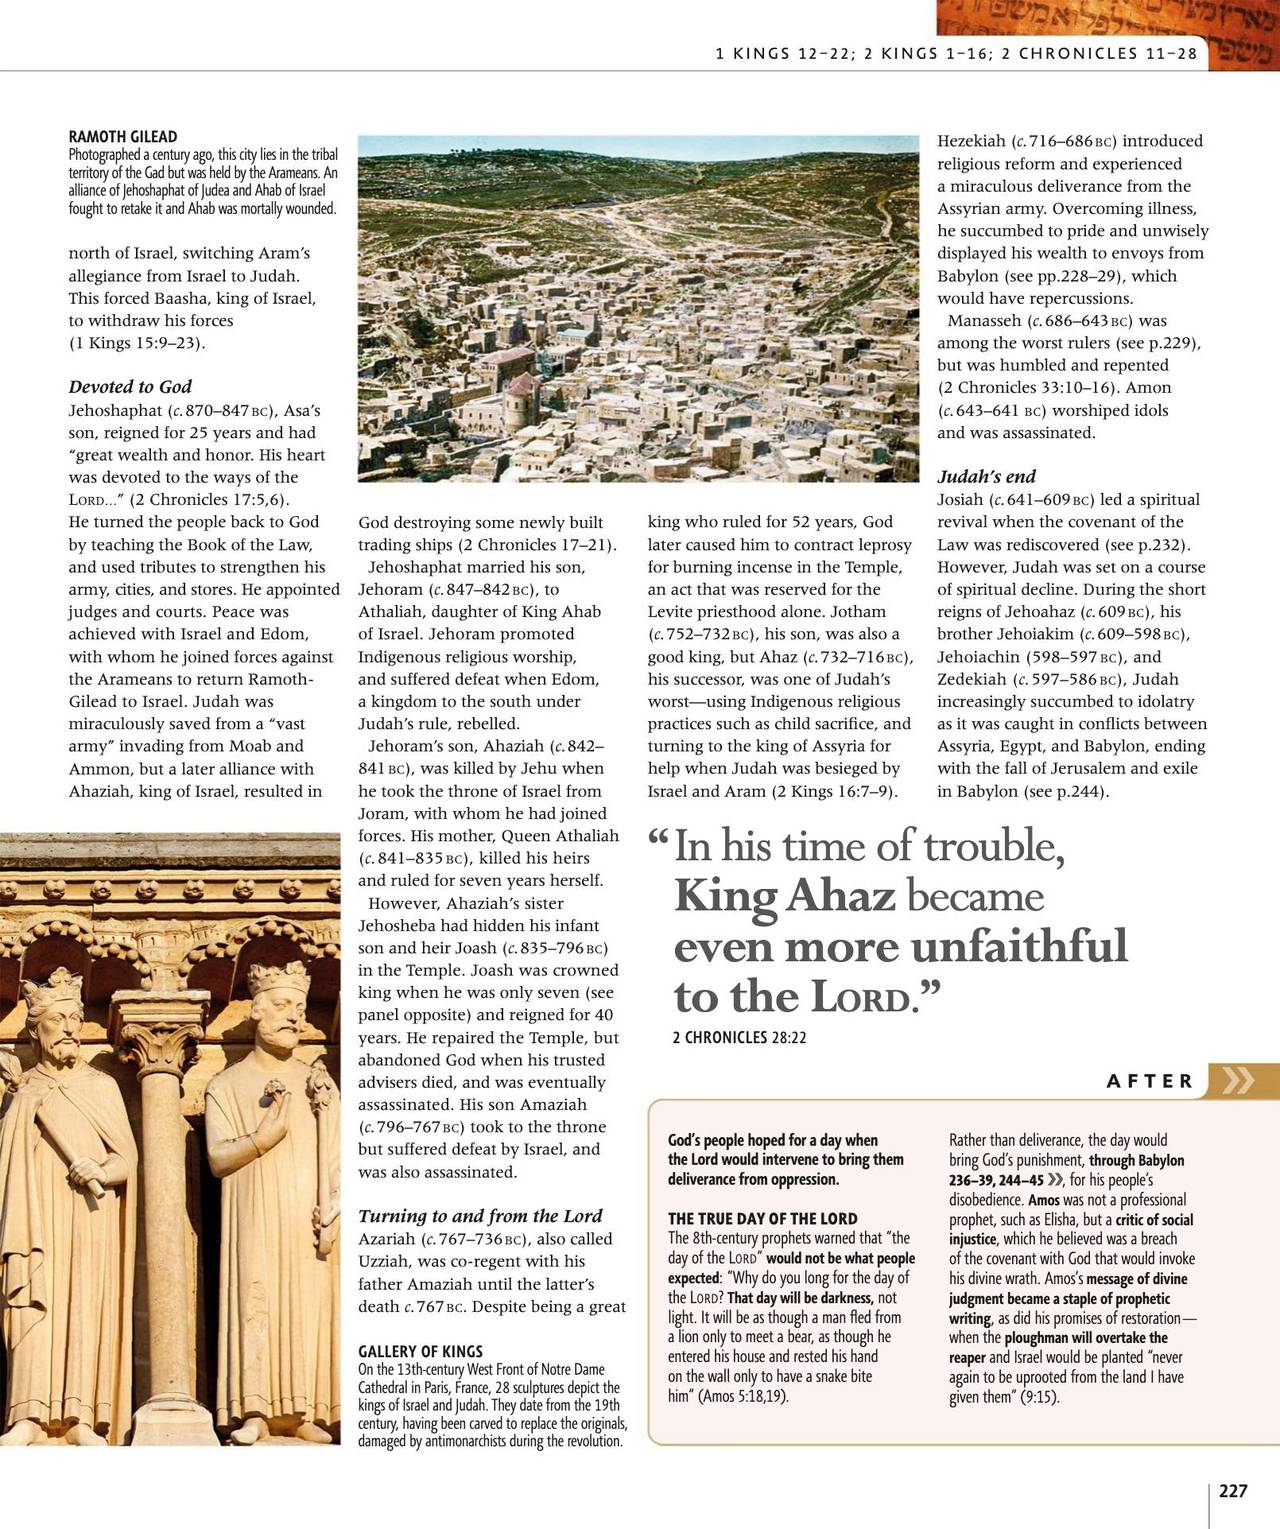 1 KINGS 12–22; 2 KINGS 1–16; 2 CHRONICLES 11–28
RAMOTH GILEAD
Photographed a century ago, this city lies in the tribal
territory of the Gad but was held by the Arameans. An
alliance of Jehoshaphat of Judea and Ahab of Israel
fought to retake it and Ahab was mortally wounded.
north of Israel, switching Aram’s
allegiance from Israel to Judah.
This forced Baasha, king of Israel,
to withdraw his forces
(1 Kings 15:9–23).
Devoted to God
Jehoshaphat (c. 870–847 BC), Asa’s
son, reigned for 25 years and had
“great wealth and honor. His heart
was devoted to the ways of the
LORD...” (2 Chronicles 17:5,6).
He turned the people back to God
by teaching the Book of the Law,
and used tributes to strengthen his
army, cities, and stores. He appointed
judges and courts. Peace was
achieved with Israel and Edom,
with whom he joined forces against
the Arameans to return Ramoth-
Gilead to Israel. Judah was
miraculously saved from a “vast
army” invading from Moab and
Ammon, but a later alliance with
Ahaziah, king of Israel, resulted in
God destroying some newly built
trading ships (2 Chronicles 17–21).
Jehoshaphat married his son,
Jehoram (c. 847–842 BC), to
Athaliah, daughter of King Ahab
of Israel. Jehoram promoted
Indigenous religious worship,
and suffered defeat when Edom,
a kingdom to the south under
Judah’s rule, rebelled.
Jehoram’s son, Ahaziah (c. 842–
841 BC), was killed by Jehu when
he took the throne of Israel from
Joram, with whom he had joined
forces. His mother, Queen Athaliah
(c. 841–835 BC), killed his heirs
and ruled for seven years herself.
However, Ahaziah’s sister
Jehosheba had hidden his infant
son and heir Joash (c. 835–796 BC)
in the Temple. Joash was crowned
king when he was only seven (see
panel opposite) and reigned for 40
years. He repaired the Temple, but
abandoned God when his trusted
advisers died, and was eventually
assassinated. His son Amaziah
(c. 796–767 BC) took to the throne
but suffered defeat by Israel, and
was also assassinated.
Turning to and from the Lord
Azariah (c. 767–736 BC), also called
Uzziah, was co-regent with his
father Amaziah until the latter’s
death c. 767 BC. Despite being a great
GALLERY OF KINGS
On the 13th-century West Front of Notre Dame
Cathedral in Paris, France, 28 sculptures depict the
kings of Israel and Judah. They date from the 19th
century, having been carved to replace the originals,
damaged by antimonarchists during the revolution.
king who ruled for 52 years, God
later caused him to contract leprosy
for burning incense in the Temple,
an act that was reserved for the
Levite priesthood alone. Jotham
(c. 752–732 BC), his son, was also a
good king, but Ahaz (c. 732–716 BC),
his successor, was one of Judah’s
worst—using Indigenous religious
practices such as child sacrifice, and
turning to the king of Assyria for
help when Judah was besieged by
Israel and Aram (2 Kings 16:7–9).
Hezekiah (c. 716–686 BC) introduced
religious reform and experienced
a miraculous deliverance from the
Assyrian army. Overcoming illness,
he succumbed to pride and unwisely
displayed his wealth to envoys from
Babylon (see pp.228–29), which
would have repercussions.
Manasseh (c. 686–643 BC) was
among the worst rulers (see p.229),
but was humbled and repented
(2 Chronicles 33:10–16). Amon
(c. 643–641 BC) worshiped idols
and was assassinated.
Judah’s end
Josiah (c. 641–609 BC) led a spiritual
revival when the covenant of the
Law was rediscovered (see p.232).
However, Judah was set on a course
of spiritual decline. During the short
reigns of Jehoahaz (c. 609 BC), his
brother Jehoiakim (c. 609–598 BC),
Jehoiachin (598–597 BC), and
Zedekiah (c. 597–586 BC), Judah
increasingly succumbed to idolatry
as it was caught in conflicts between
Assyria, Egypt, and Babylon, ending
with the fall of Jerusalem and exile
in Babylon (see p.244).
“In his time of trouble,
King Ahaz became
even more unfaithful
to the LORD.”
2 CHRONICLES 28:22
AFTER
God’s people hoped for a day when
the Lord would intervene to bring them
deliverance from oppression.
THE TRUE DAY OF THE LORD
The 8th-century prophets warned that “the
day of the LORD” would not be what people
expected: “Why do you long for the day of
the LORD? That day will be darkness, not
light. It will be as though a man fled from
a lion only to meet a bear, as though he
entered his house and rested his hand
on the wall only to have a snake bite
him” (Amos 5:18,19).
Rather than deliverance, the day would
bring God’s punishment, through Babylon
236–39, 244–45 ❯❯, for his people’s
disobedience. Amos was not a professional
prophet, such as Elisha, but a critic of social
injustice, which he believed was a breach
of the covenant with God that would invoke
his divine wrath. Amos’s message of divine
judgment became a staple of prophetic
writing, as did his promises of restoration—
when the ploughman will overtake the
reaper and Israel would be planted “never
again to be uprooted from the land I have
given them” (9:15).
227